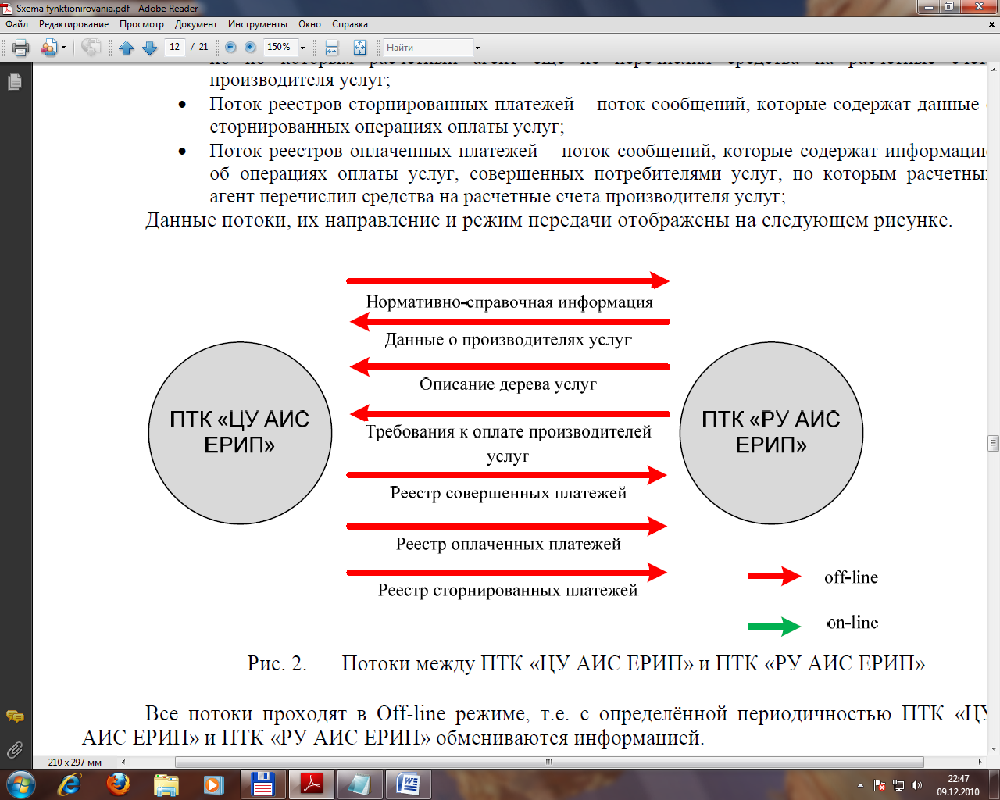 Sxema fynktionirovania.pdf - Adobe Reader
Файл Редактирование Просмотр Документ Инструменты Окно Справка
12 / 21 150% Найти
производителя услуг;
• Поток реестров сторнированных платежей – поток сообщений, которые содержат данные
сторнированных операциях оплаты услуг;
• Поток реестров оплаченных платежей – поток сообщений, которые содержат информацию
об операциях оплаты услуг, совершенных потребителями услуг, по которым расчетный
агент перечислил средства на расчетные счета производителя услуг;
Данные потоки, их направление и режим передачи отображены на следующем рисунке.
Нормативно-справочная информация
Данные о производителях услуг
Описание дерева услуг
ПТК «ЦУ АИС
ЕРИП»
ПТК «РУ АИС
ЕРИП»
Требования к оплате производителей
услуг
Реестр совершенных платежей
Реестр оплаченных платежей
Реестр сторнированных платежей
off-line
on-line
Рис. 2. Потоки между ПТК «ЦУ АИС ЕРИП» и ПТК «РУ АИС ЕРИП»
Все потоки проходят в Off-line режиме, т.е. с определённой периодичностью ПТК «ЦУ
АИС ЕРИП» и ПТК «РУ АИС ЕРИП» обмениваются информацией.
210 x 297 мм
22:47
09.12.2010